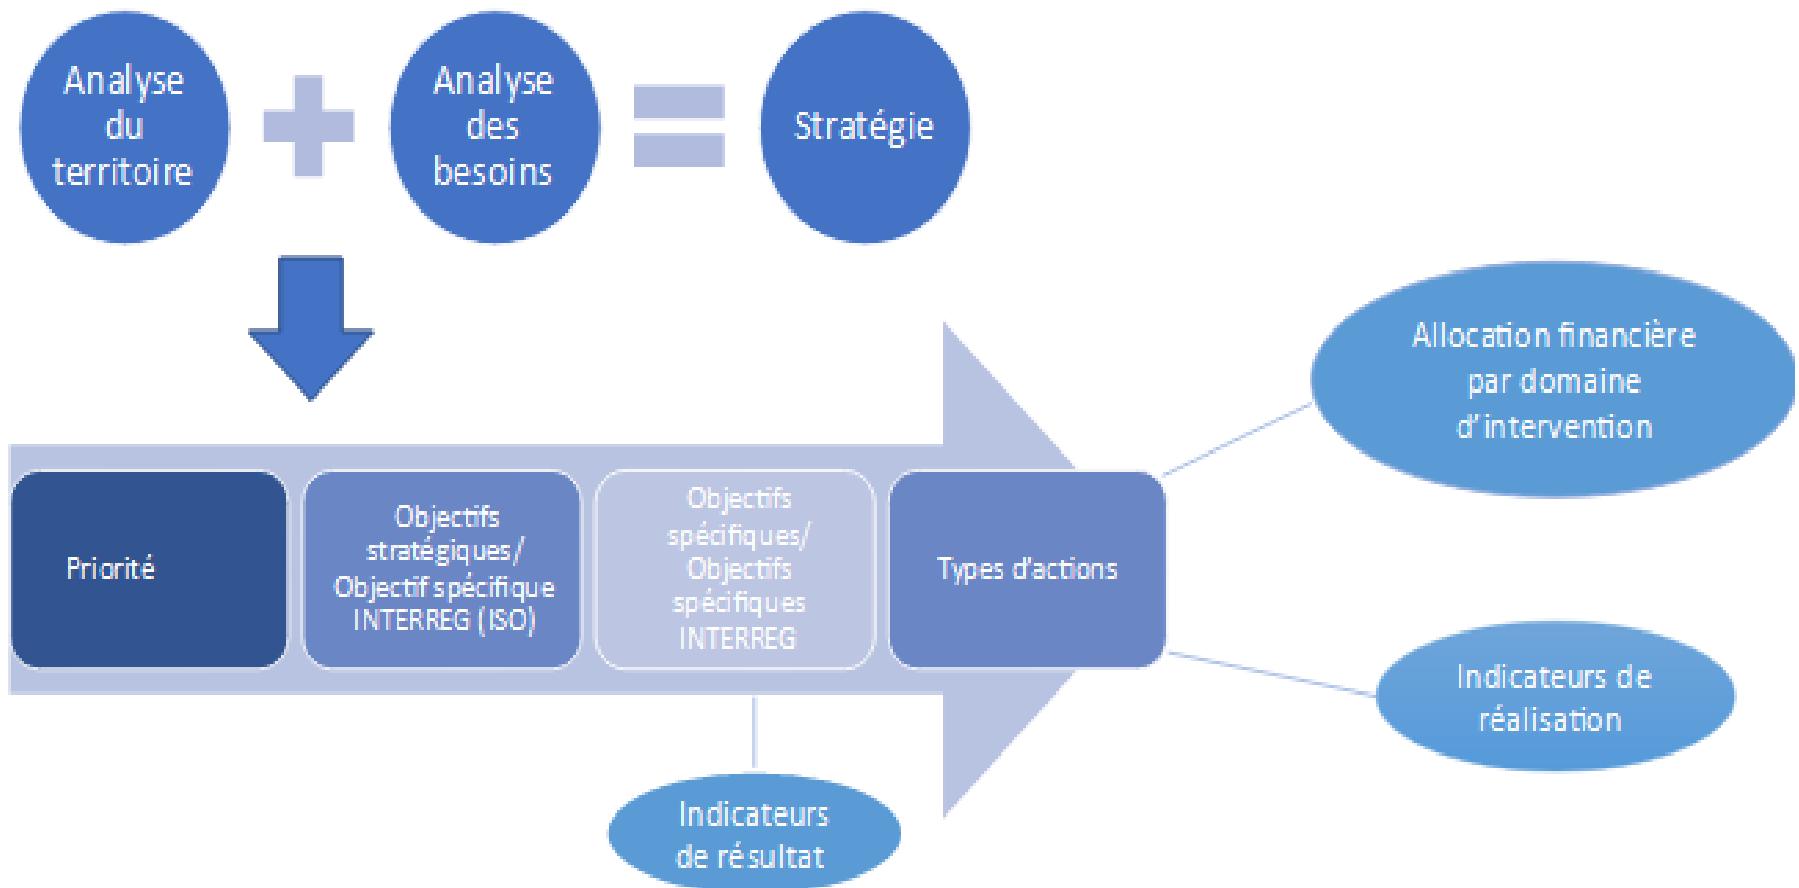 Analyse
du
territoire
Analyse
des
besoins
Stratégie
Allocation financière
par domaine
d'intervention
Priorité
Objectifs
stratégiques/
Objectif spécifique
INTERREG (ISO)
Objectifs
spécifiques/
Objectifs
spécifiques
INTERREG
Types d'actions
Indicateurs de
réalisation
Indicateurs
de résultat